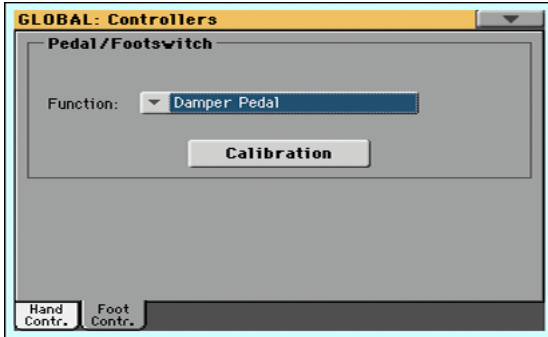 GLOBAL: Controllers
Pedal/Footswitch
Function: Damper Pedal
Calibration
Hand Contr. Foot Contr.